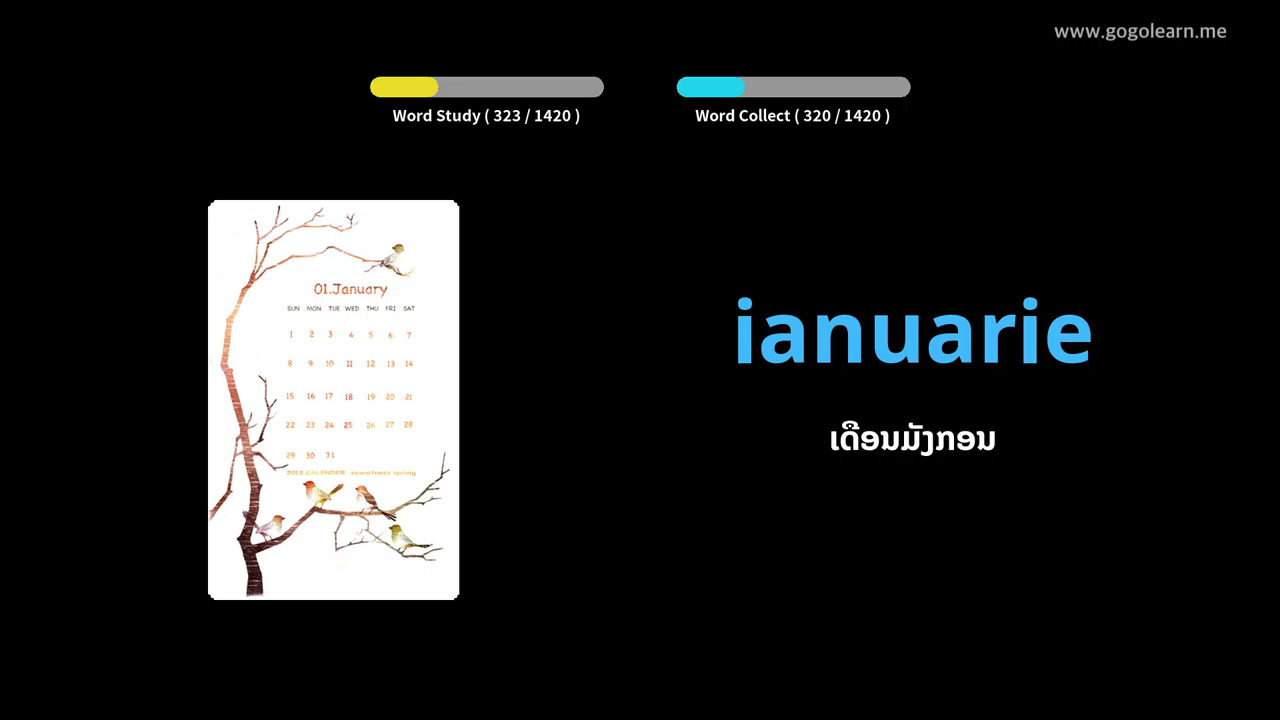 www.gogolearn.me
Word Study ( 323 / 1420 )
Word Collect ( 320 / 1420 )
01.January
SUN MON TUE WED THU FRI SAT
1 2 3 4 5 6 7
8 9 10 11 12 13 14
15 16 17 18 19 20 21
22 23 24 25 26 27 28
29 30 31
2012.CALENDER spring
ianuarie
ເດືອນມັງກອນ